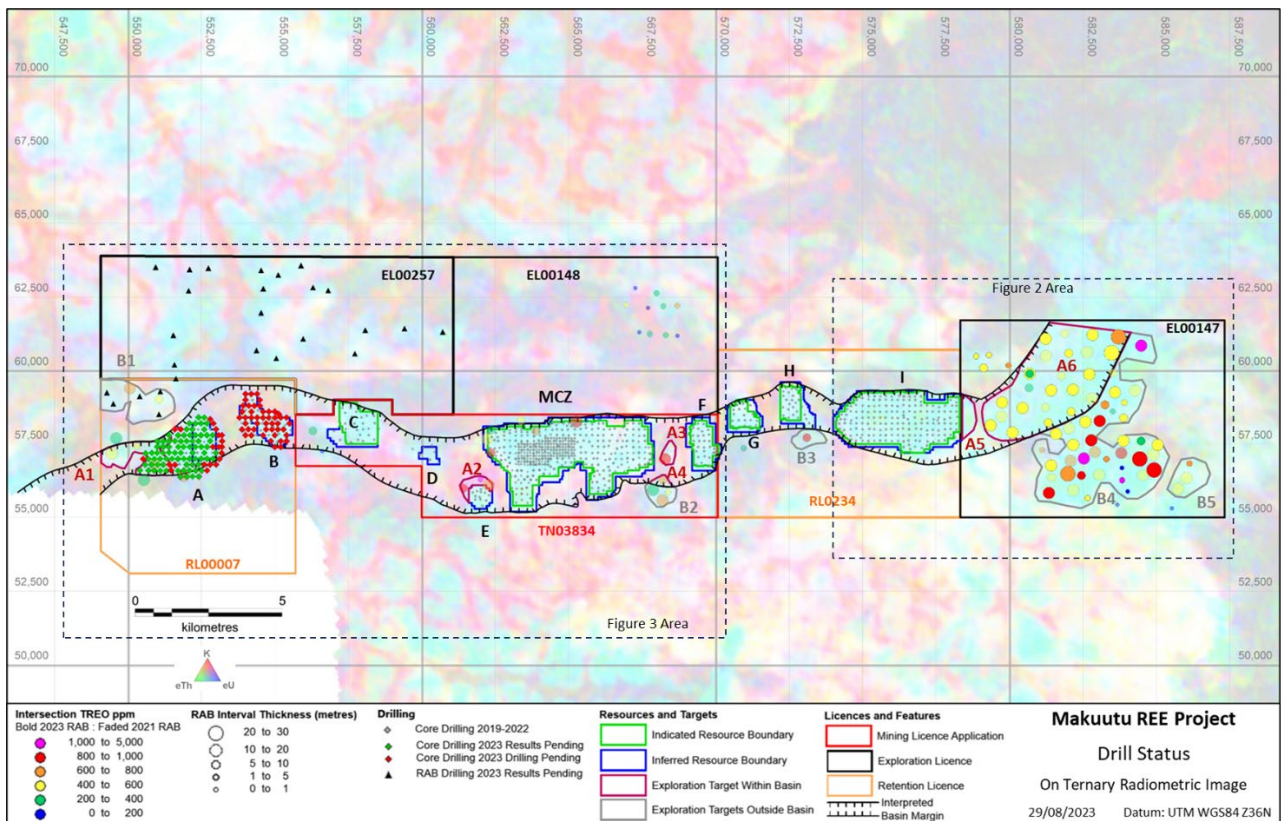 547,500
550,000
552,500
555,000
557,500
560,000
562,500
565,000
567,500
570,000
572,500
575,000
577,500
580,000
582,500
585,000
587,500
70,000
70,000
67,500
67,500
65,000
65,000
EL00257
EL00148
Figure 2 Area
EL00147
62,500
62,500
60,000
60,000
B1
A6
H
I
MCZ
F
C
57,500
57,500
A1
A
B
D
A2
A3
A4
G
B3
A5
E
B2
B4
B5
55,000
55,000
TN03834
RL0234
RL00007
52,500
52,500
0
5
kilometres
Figure 3 Area
50,000
50,000
K
eTh
eU
Intersection TREO ppm
Bold 2023 RAB : Faded 2021 RAB
1,000 to 5,000
800 to 1,000
600 to 800
400 to 600
200 to 400
0 to 200
RAB Interval Thickness (metres)
20 to 30
10 to 20
5 to 10
1 to 5
0 to 1
Drilling
Core Drilling 2019-2022
Core Drilling 2023 Results Pending
Core Drilling 2023 Drilling Pending
RAB Drilling 2023 Results Pending
Resources and Targets
Indicated Resource Boundary
Inferred Resource Boundary
Exploration Target Within Basin
Exploration Targets Outside Basin
Licences and Features
Mining Licence Application
Exploration Licence
Retention Licence
Interpreted
Basin Margin
Makuutu REE Project
Drill Status
On Ternary Radiometric Image
29/08/2023 Datum: UTM WGS84 Z36N